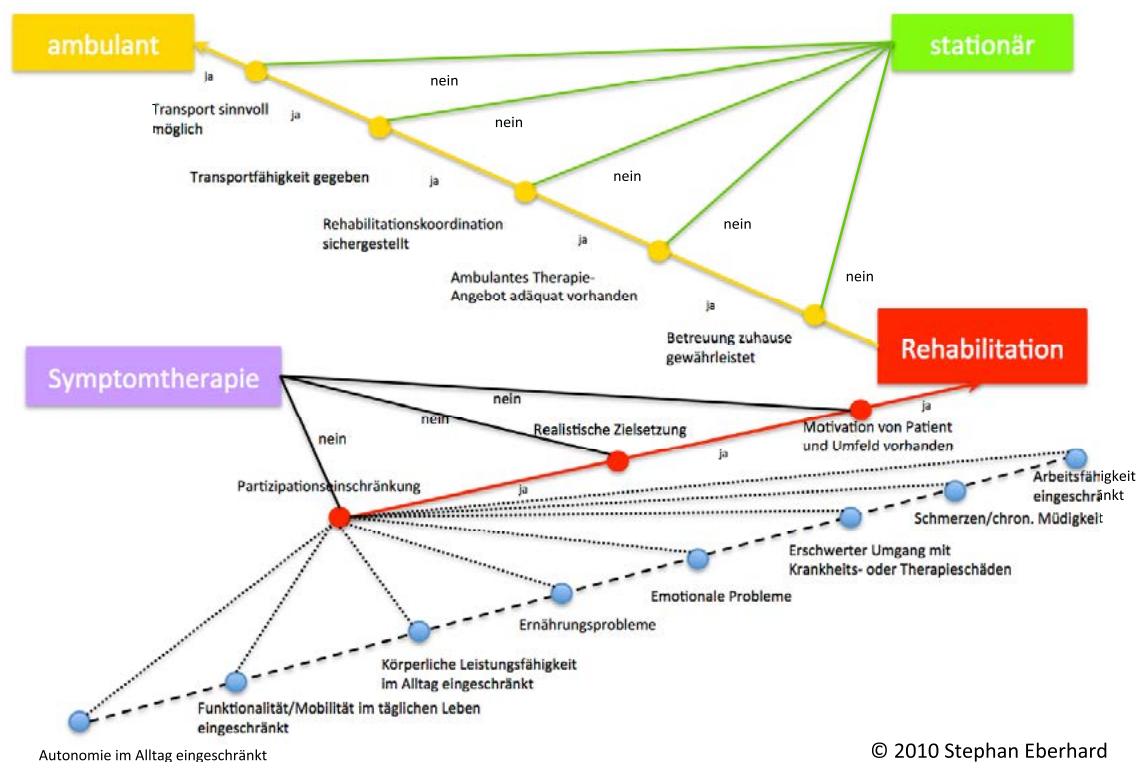 ambulant
stationär
ja
nein
Transport sinnvoll
möglich
ja
nein
Transportfähigkeit gegeben
ja
nein
Rehabilitationskoordination
sichergestellt
ja
nein
Ambulantes Therapie-
Angebot adäquat vorhanden
ja
nein
Betreuung zuhause
gewährleistet
Rehabilitation
Symptomtherapie
nein
nein
nein
ja
Motivation von Patient
und Umfeld vorhanden
Realistische Zielsetzung
ja
Partizipationseinschränkung
ja
Arbeitsfähigkeit
eingeschränkt
Schmerzen/chron. Müdigkeit
Erschwerter Umgang mit
Krankheits- oder Therapieschäden
Emotionale Probleme
Ernährungsprobleme
Körperliche Leistungsfähigkeit
im Alltag eingeschränkt
Funktionalität/Mobilität im täglichen Leben
eingeschränkt
Autonomie im Alltag eingeschränkt
© 2010 Stephan Eberhard